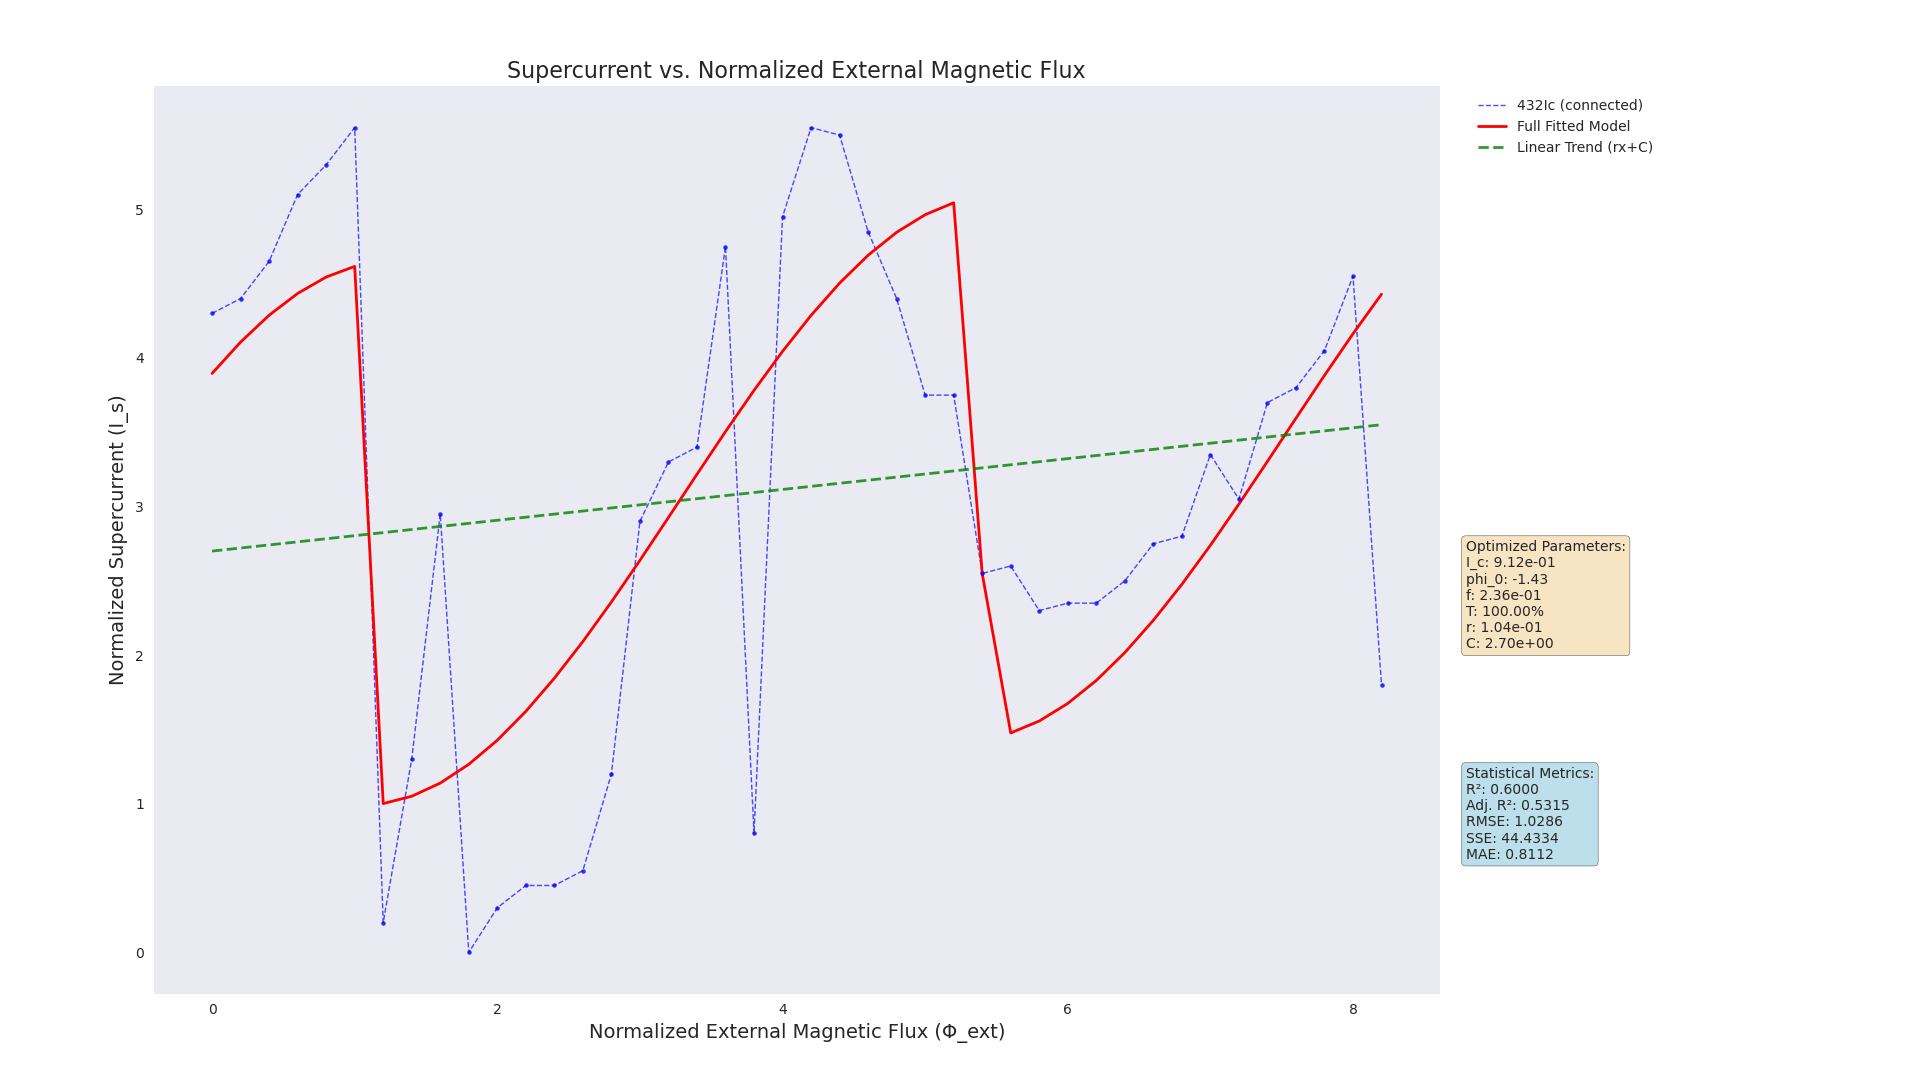 Supercurrent vs. Normalized External Magnetic Flux
432Ic (connected)
Full Fitted Model
Linear Trend (rx+C)
Normalized Supercurrent (I_s)
5
4
3
2
1
0
0 2 4 6 8
Normalized External Magnetic Flux (Φ_ext)
Optimized Parameters:
I_c: 9.12e-01
phi_0: -1.43
f: 2.36e-01
T: 100.00%
r: 1.04e-01
C: 2.70e+00
Statistical Metrics:
R²: 0.6000
Adj. R²: 0.5315
RMSE: 1.0286
SSE: 44.4334
MAE: 0.8112